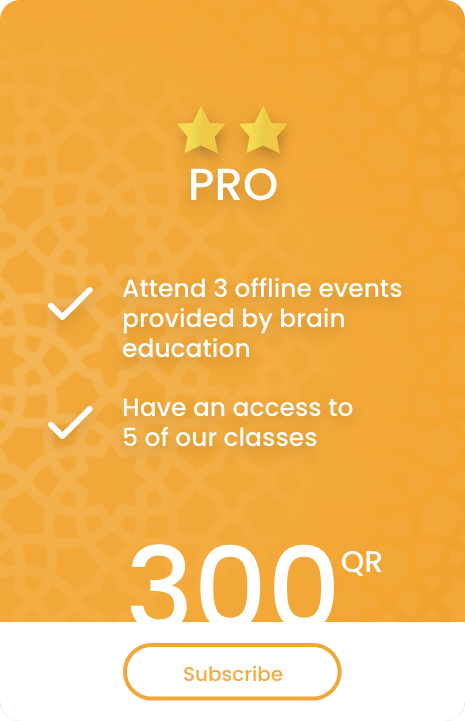 PRO
Attend 3 offline events
provided by brain
education
Have an access to
5 of our classes
300 QR
Subscribe